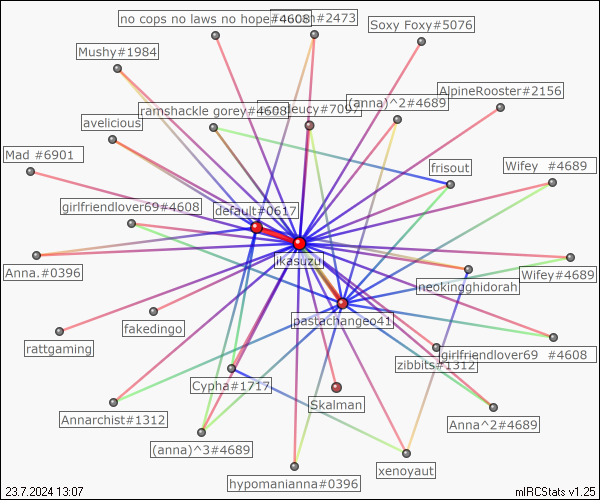 no cops no laws no hope#4608
#2473
Soxy Foxy#5076
Mushy#1984
AlpineRooster#2156
ramshackle gorey#4608
leucy#7097
(anna)^2#4689
avelicious
Mad #6901
frisout
Wifey #4689
girlfriendlover69#4608
default#0617
ikasuzu
Anna.#0396
neokingghidorah
Wifey#4689
fakedingo
pastachangeo41
rattgaming
girlfriendlover69 #4608
zibbits#1312
Cypha#1717
Skalman
Annarchist#1312
Anna^2#4689
(anna)^3#4689
xenoyaut
hypomanianna#0396
23.7.2024 13:07
mIRCStats v1.25